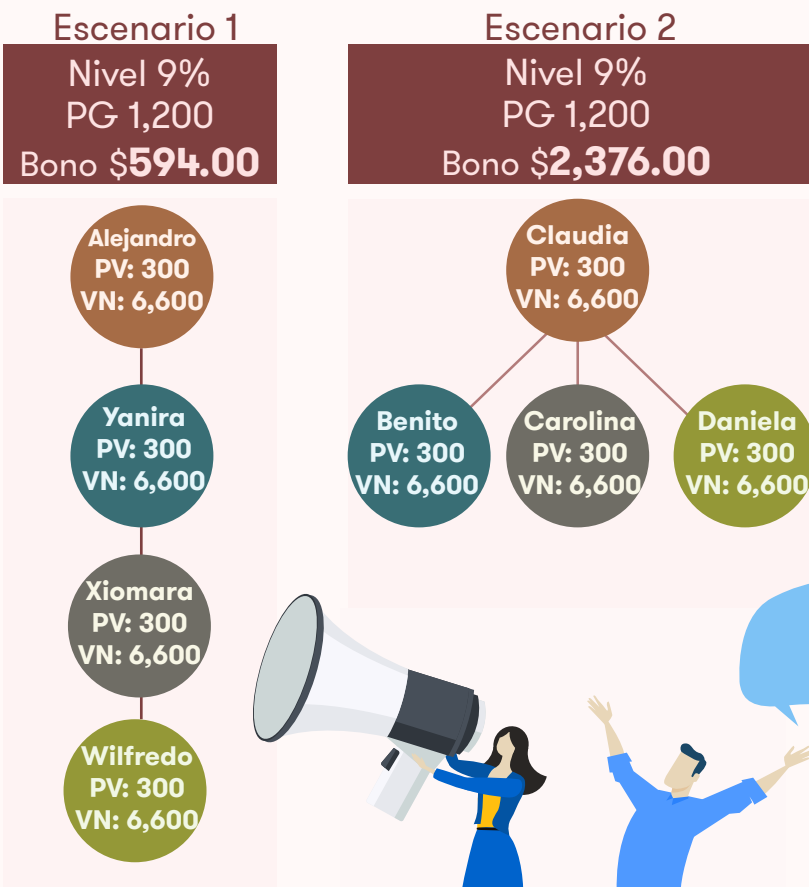 Escenario 1
Nivel 9%
PG 1,200
Bono $594.00
Alejandro
PV: 300
VN: 6,600
Yanira
PV: 300
VN: 6,600
Xiomara
PV: 300
VN: 6,600
Wilfredo
PV: 300
VN: 6,600
Escenario 2
Nivel 9%
PG 1,200
Bono $2,376.00
Claudia
PV: 300
VN: 6,600
Benito
PV: 300
VN: 6,600
Carolina
PV: 300
VN: 6,600
Daniela
PV: 300
VN: 6,600